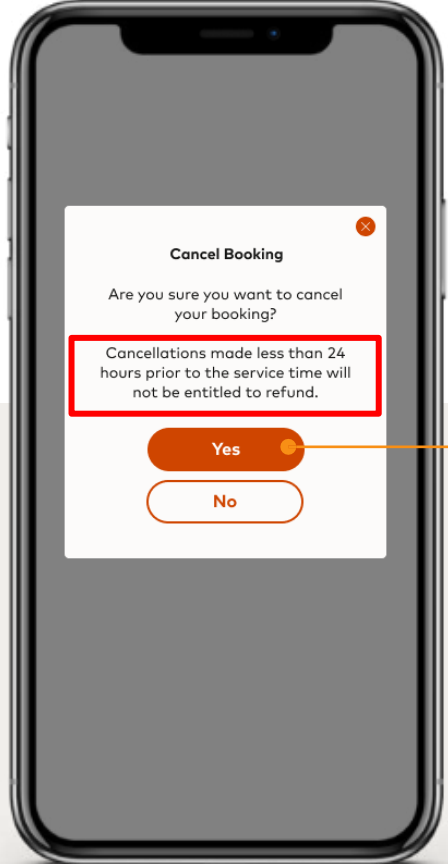 Cancel Booking
Are you sure you want to cancel
your booking?
Cancellations made less than 24
hours prior to the service time will
not be entitled to refund.
Yes
No